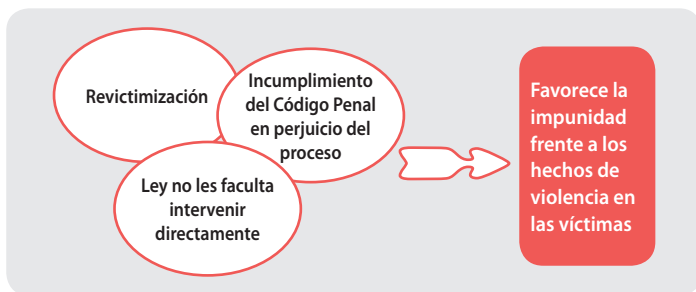 Revictimización
Incumplimiento
del Código Penal
en perjuicio del
proceso
Ley no les faculta
intervenir
directamente
Favorece la
impunidad
frente a los
hechos de
violencia en
las víctimas